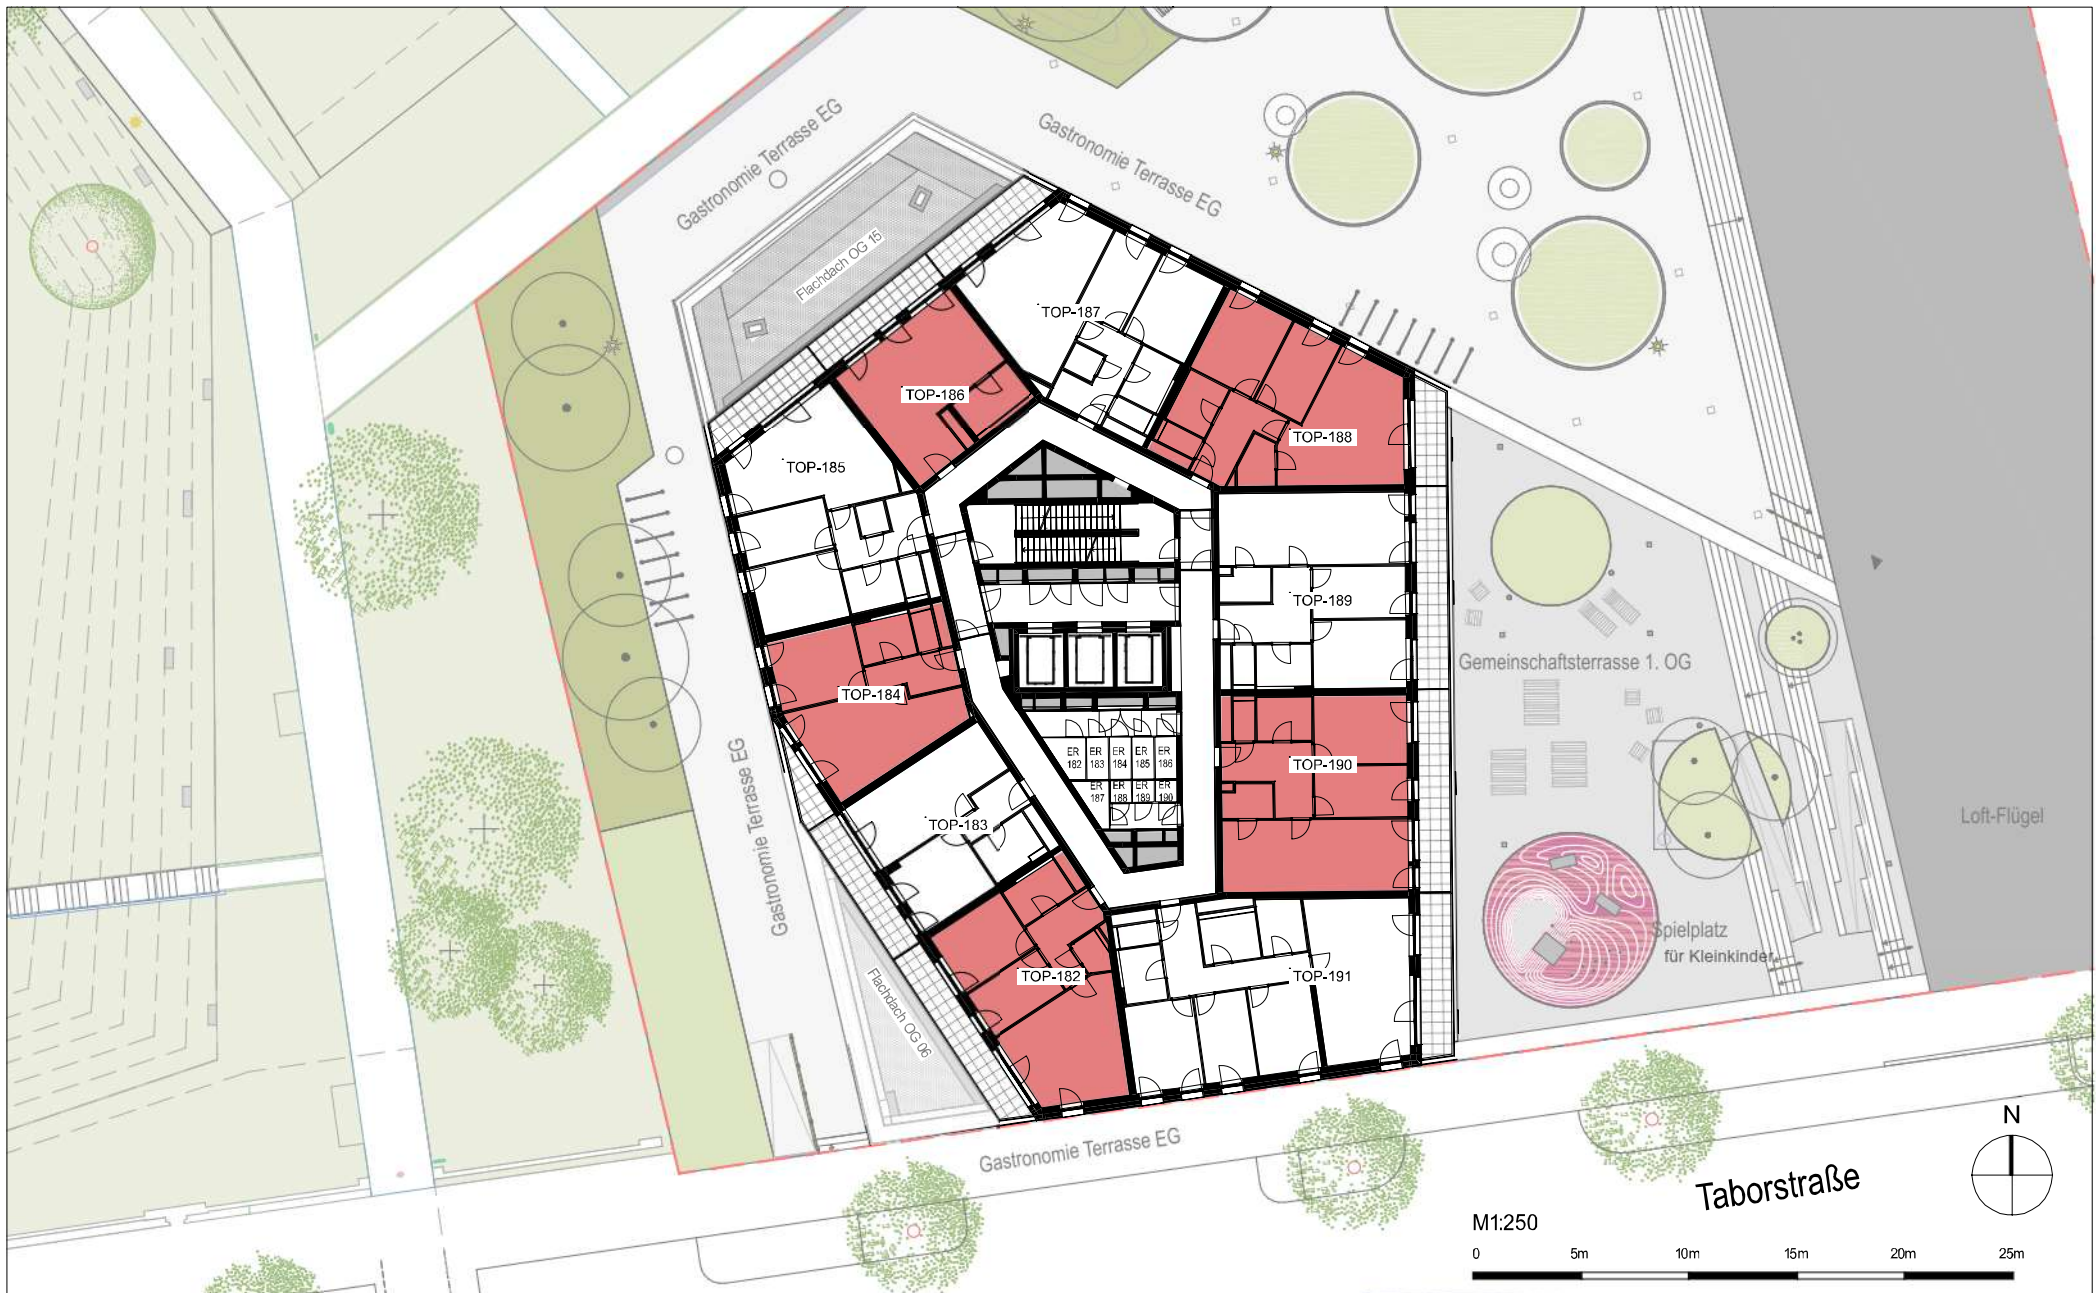 Gastronomie Terrasse EG
Gastronomie Terrasse EG
Flachdach OG 15
TOP-187
TOP-186
TOP-188
TOP-185
TOP-189
TOP-184
TOP-190
TOP-183
TOP-182
TOP-191
ER
182
ER
183
ER
184
ER
185
ER
186
ER
187
ER
188
ER
189
ER
190
Gemeinschaftsterrasse 1. OG
Loft-Flügel
Spielplatz
für Kleinkinder
Gastronomie Terrasse EG
Flachdach OG 06
Gastronomie Terrasse EG
Taborstraße
N
M1:250
0 5m 10m 15m 20m 25m